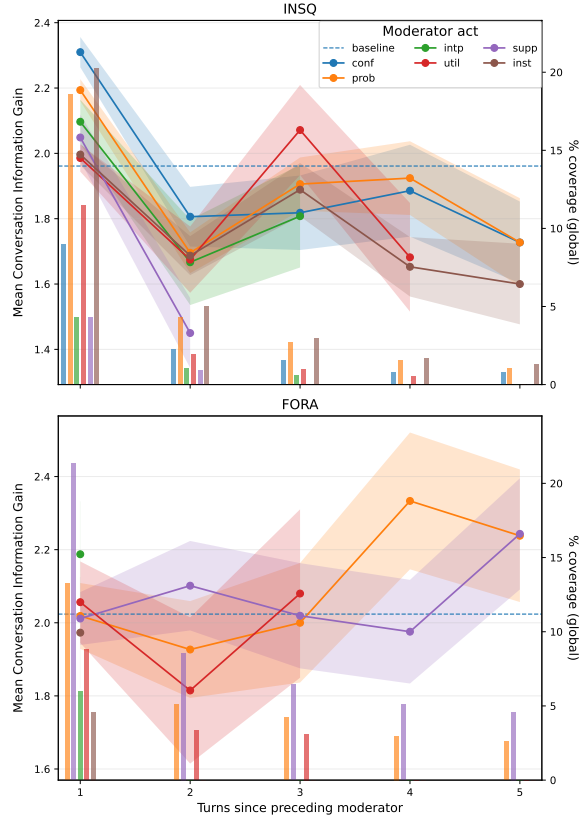 INSQ
Mean Conversation Information Gain
2.4
2.2
2.0
1.8
1.6
1.4
Moderator act
baseline
conf
prob
intp
util
supp
inst
20
15
10
5
0
% coverage (global)
FORA
Mean Conversation Information Gain
2.4
2.2
2.0
1.8
1.6
20
15
10
5
0
% coverage (global)
1 2 3 4 5
Turns since preceding moderator